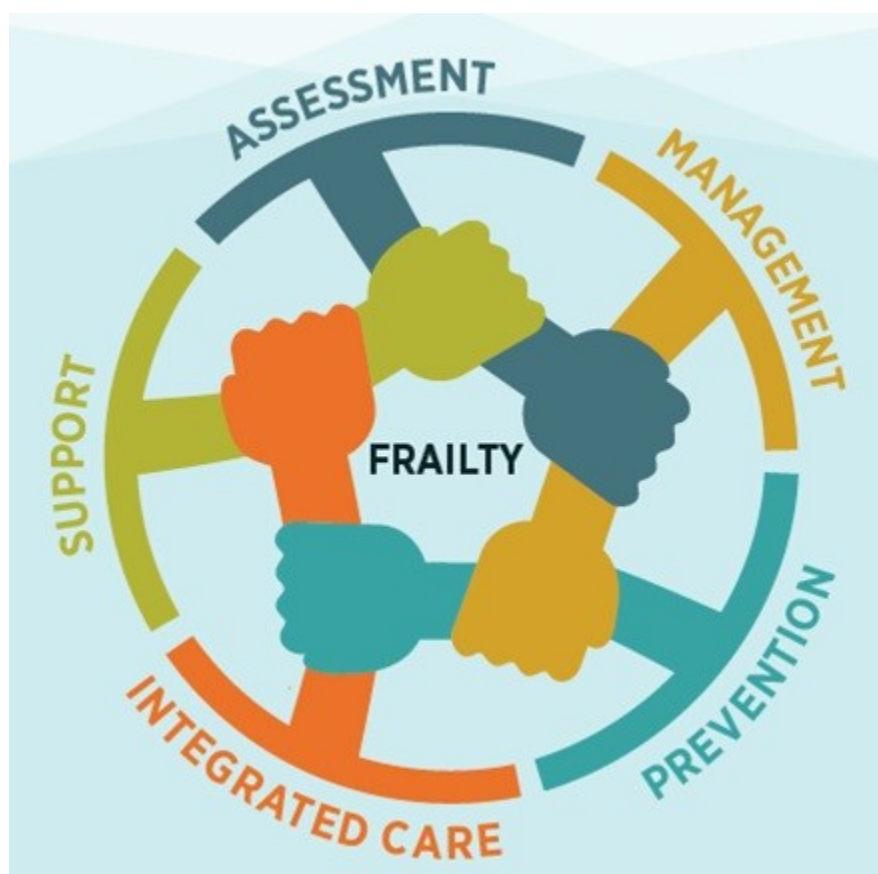 ASSESSMENT
MANAGEMENT
PREVENTION
INTEGRATED CARE
SUPPORT
FRAILTY